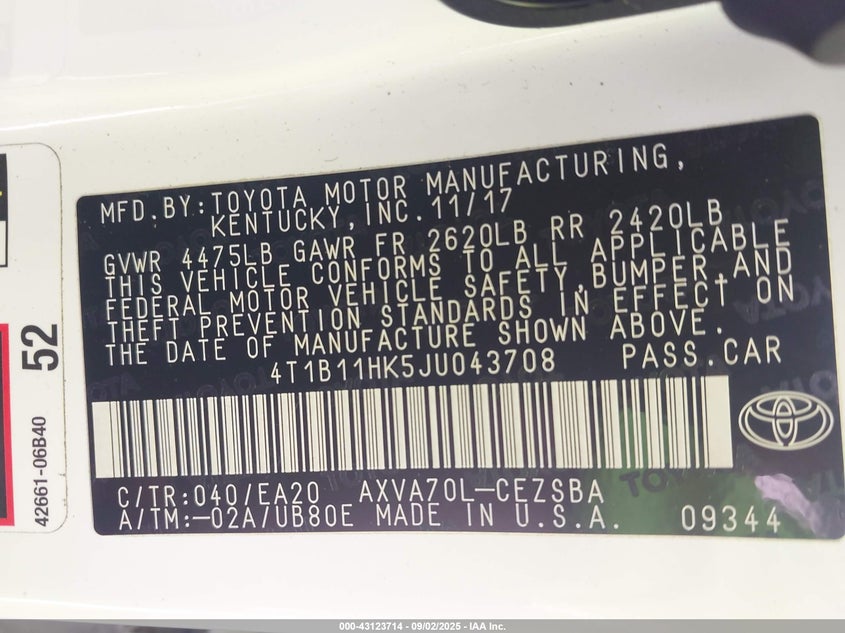 MFD.BY:TOYOTA MOTOR MANUFACTURING,
KENTUCKY,INC.11/17
GVWR 4475LB GAWR FR 2620LB RR 2420LB
THIS VEHICLE CONFORMS TO ALL APPLICABLE
FEDERAL MOTOR VEHICLE SAFETY,BUMPER,AND
THEFT PREVENTION STANDARDS IN EFFECT ON
THE DATE OF MANUFACTURE SHOWN ABOVE.
4T1B11HK5JU043708 PASS.CAR
C/TR:040/EA20 AXVA70L-CEZSBA
A/TM:-02A/UB80E MADE IN U.S.A. 09344
52
42661-06B40
000-43123714 - 09/02/2025 - IAA Inc.